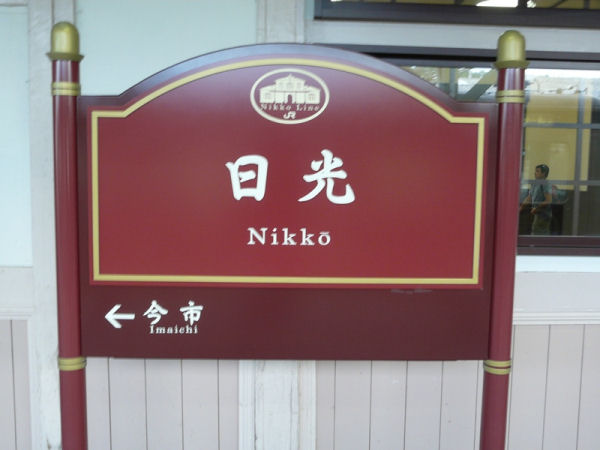 Nikko Line
JR
日光
Nikkō
← 今市
Imaichi